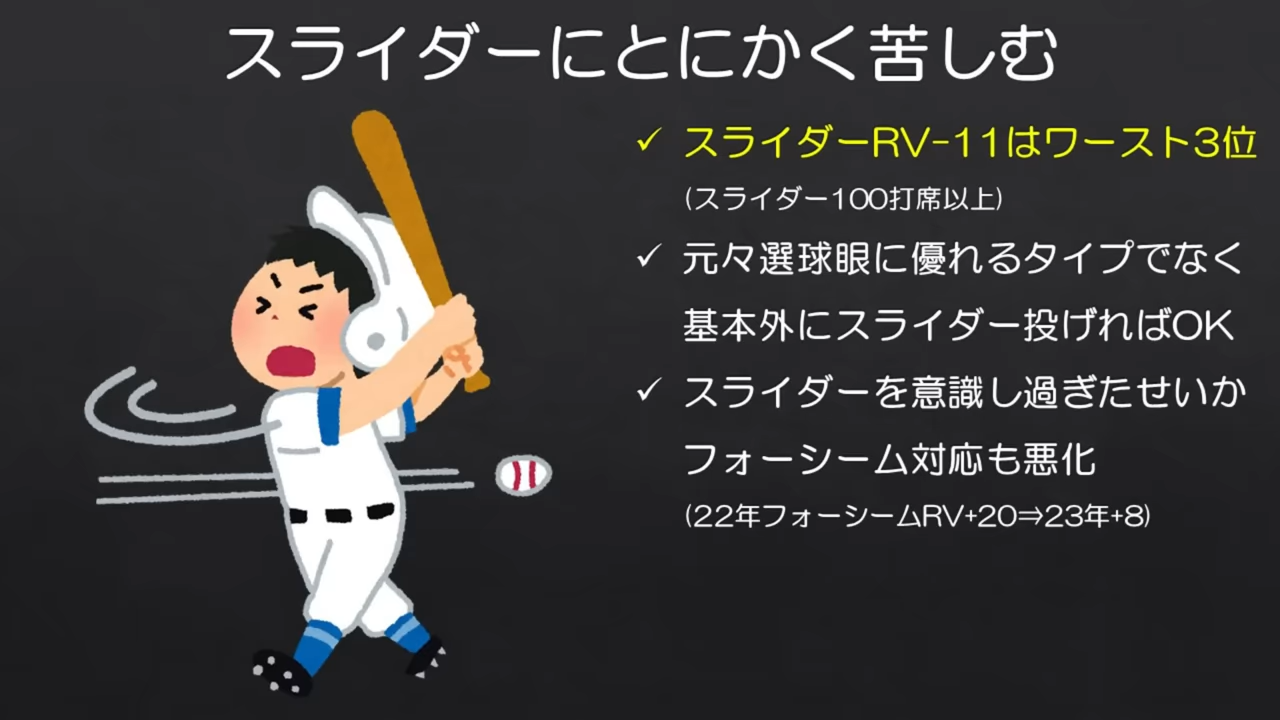 スライダーにとにかく苦しむ
✓ スライダーRV-11はワースト3位
(スライダー100打席以上)
✓ 元々選球眼に優れるタイプでなく
基本外にスライダー投げればOK
✓ スライダーを意識し過ぎたせいか
フォーシーム対応も悪化
(22年フォーシームRV+20⇒23年+8)